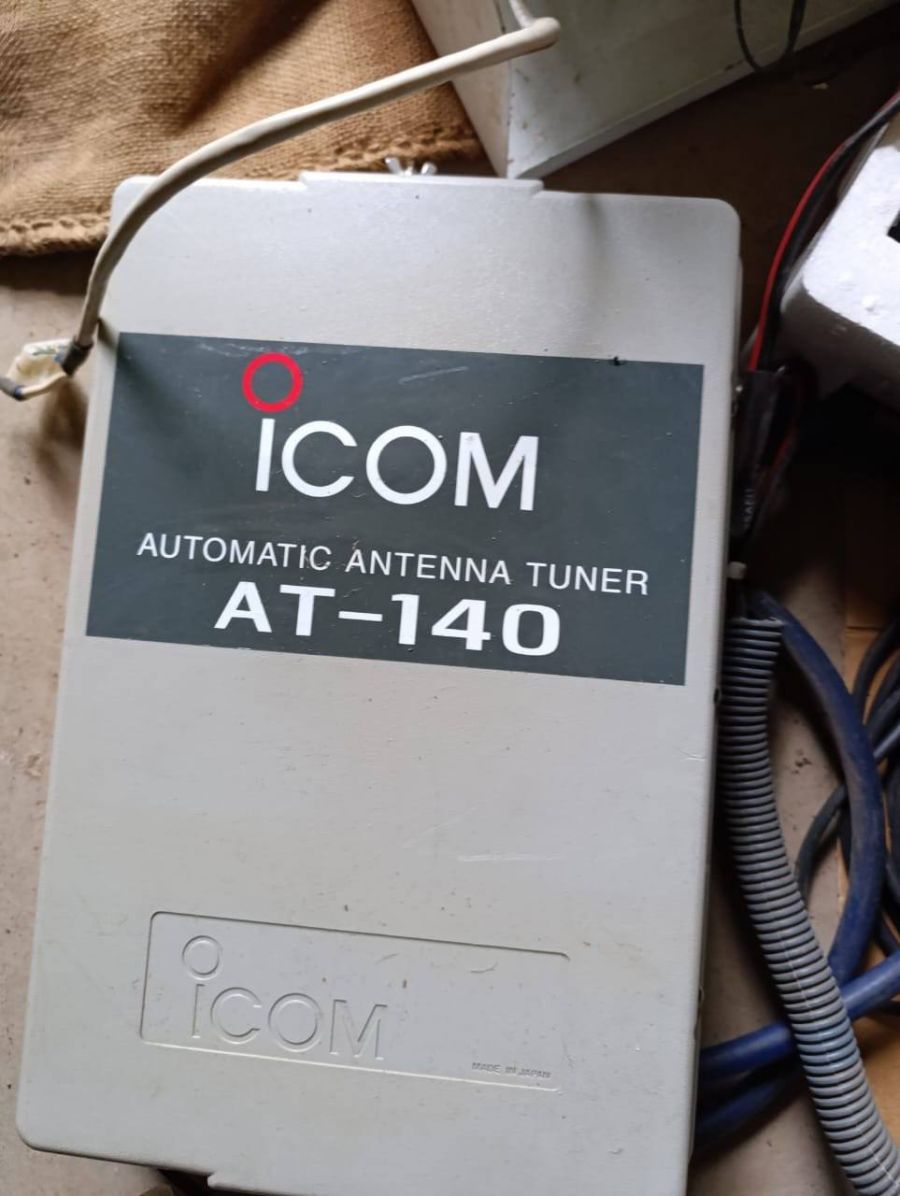 iCOM
AUTOMATIC ANTENNA TUNER
AT-140
iCOM
MADE IN JAPAN